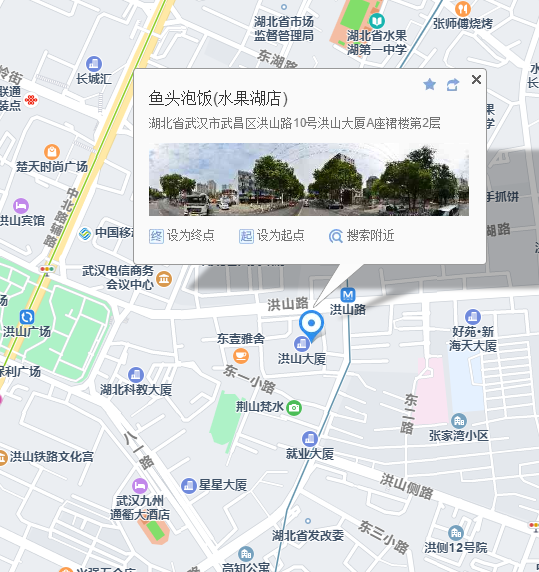 湖北省市场
监督管理局
湖北省水果
湖第一中学
张师傅烧烤
东湖路
长城汇
岭街
联通
装点
鱼头泡饭(水果湖店)
湖北省武汉市武昌区洪山路10号洪山大厦A座裙楼第2层
终 设为终点
起 设为起点
搜索附近
楚天时尚广场
中北路辅路
洪山宾馆
中国移
手抓饼
湖路
武汉电信商务
会议中心
洪山路
洪山路
洪山广场
东壹雅舍
洪山大厦
好苑·新
海天大厦
保利广场
湖北科教大厦
东一小路
荆山梵水
东二路
张家湾小区
八一路
就业大厦
洪山铁路文化宫
星星大厦
洪山侧路
武汉九州
通衢大酒店
湖北省发改委
东三小路
洪侧12号院
高知公寓